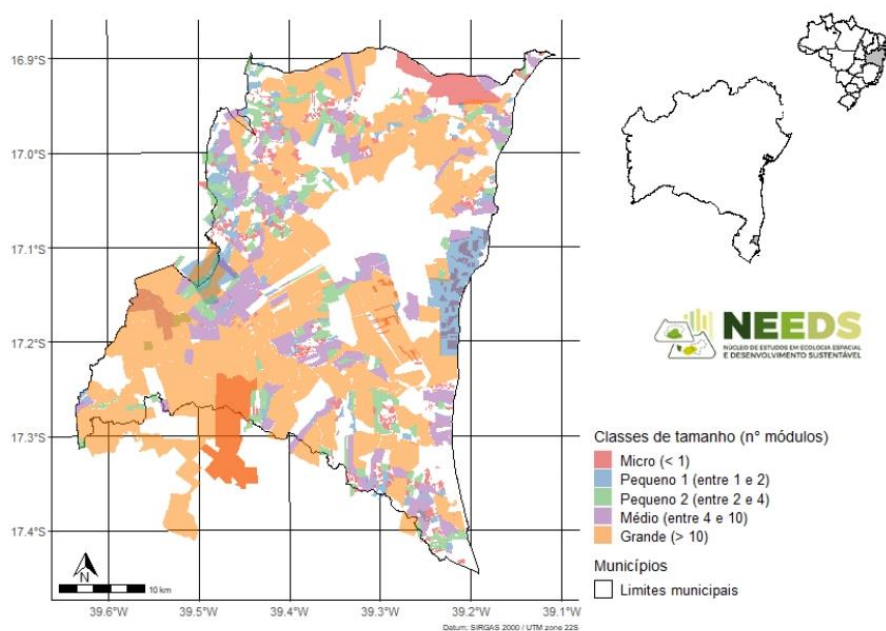 16.9°S
17.0°S
17.1°S
17.2°S
17.3°S
17.4°S
N
10 km
39.6°W
39.5°W
39.4°W
39.3°W
39.2°W
39.1°W
Datum: SIRGAS 2000 / UTM zone 22S
NEEDS
NÚCLEO DE ESTUDOS EM ECOLOGIA ESPACIAL
E DESENVOLVIMENTO SUSTENTÁVEL
Classes de tamanho (n° módulos)
Micro (< 1)
Pequeno 1 (entre 1 e 2)
Pequeno 2 (entre 2 e 4)
Médio (entre 4 e 10)
Grande (> 10)
Municípios
Limites municipais